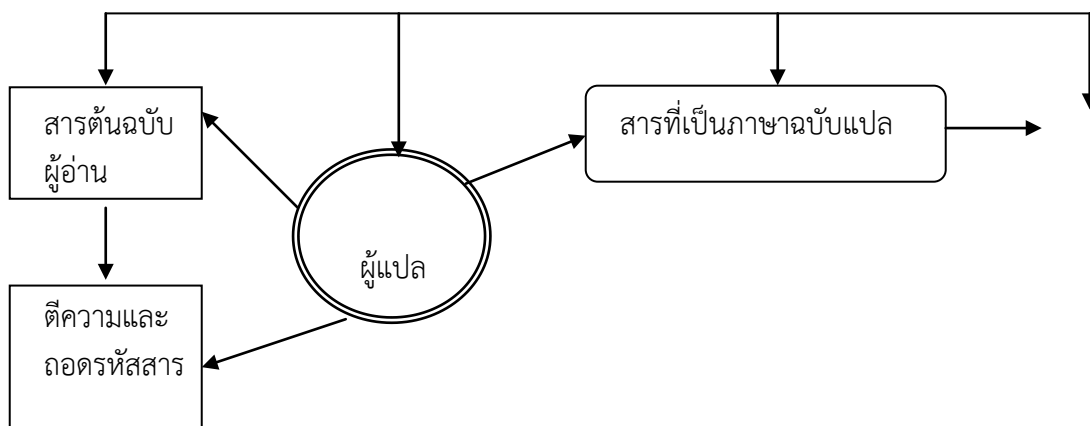 สารต้นฉบับ
ผู้อ่าน
สารที่เป็นภาษาฉบับแปล
ผู้แปล
ตีความและ
ถอดรหัสสาร